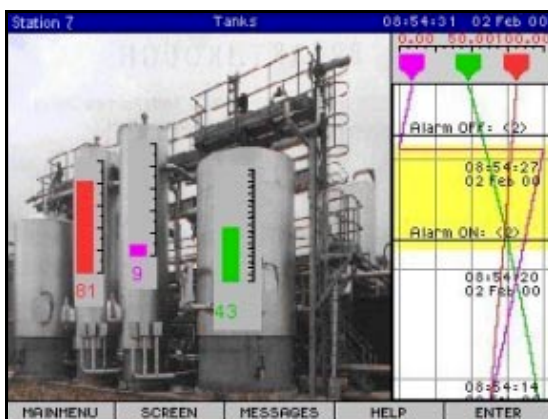 Station 7 Tanks 08:54:31 02 Feb 00
0.00 50.00 100.00
Alarm Off: <2>
08:54:27
02 Feb 00
Alarm ON: <2>
08:54:20
02 Feb 00
08:54:14
81
9
43
MAINMENU SCREEN MESSAGES HELP ENTER